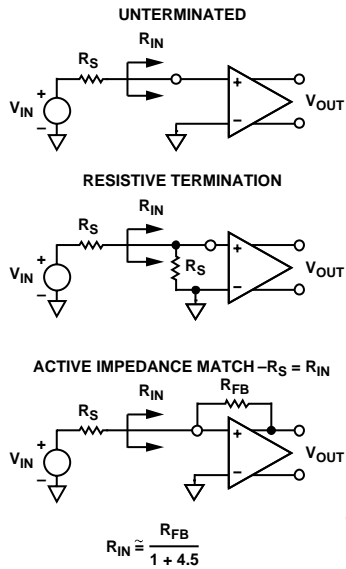 UNTERMINATED
R_IN
R_S
V_IN
+
−
+
−
V_OUT
RESISTIVE TERMINATION
R_IN
R_S
R_S
V_IN
+
−
+
−
V_OUT
ACTIVE IMPEDANCE MATCH –R_S = R_IN
R_IN
R_FB
R_S
V_IN
+
−
+
−
V_OUT
R_IN ≅ R_FB / 1 + 4.5